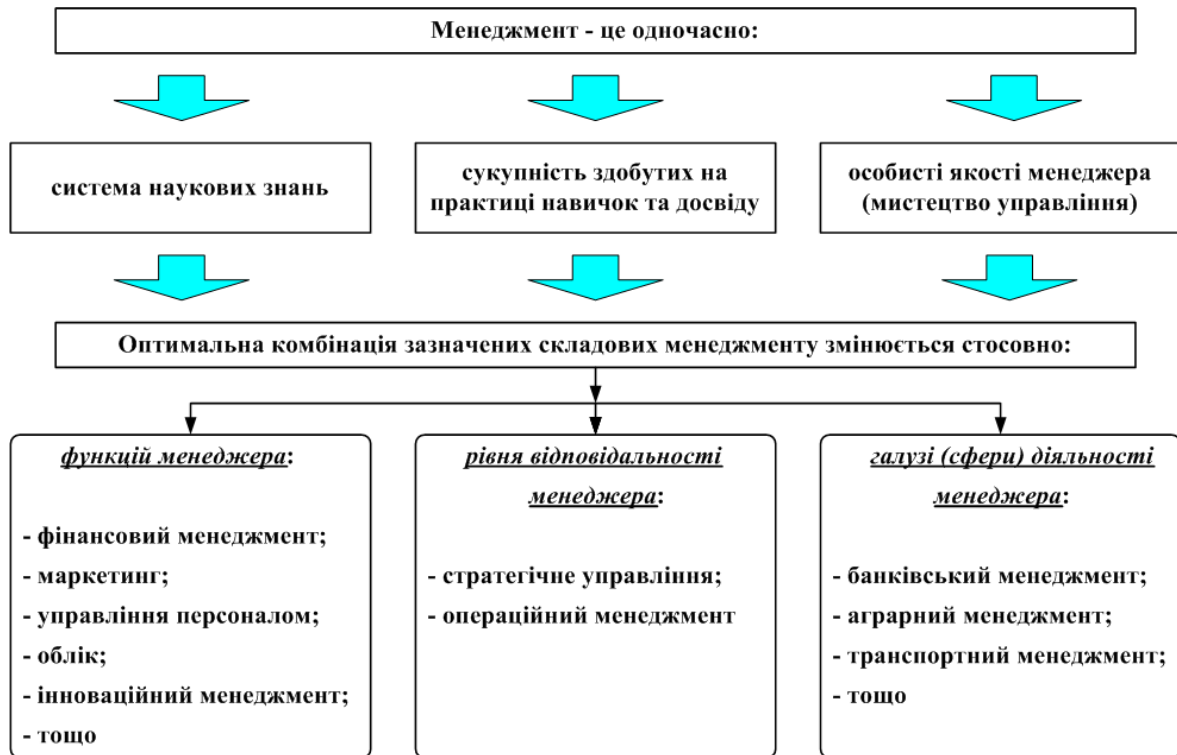 Менеджмент - це одночасно:
система наукових знань
сукупність здобутих на
практиці навичок та досвіду
особисті якості менеджера
(мистецтво управління)
Оптимальна комбінація зазначених складових менеджменту змінюється стосовно:
функцій менеджера:
- фінансовий менеджмент;
- маркетинг;
- управління персоналом;
- облік;
- інноваційний менеджмент;
- тощо
рівня відповідальності
менеджера:
- стратегічне управління;
- операційний менеджмент
галузі (сфери) діяльності
менеджера:
- банківський менеджмент;
- аграрний менеджмент;
- транспортний менеджмент;
- тощо